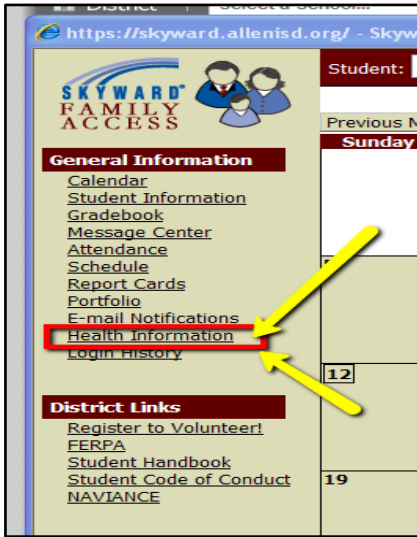 District
https://skyward.allenisd.org/ - Skyw
SKYWARD®
FAMILY
ACCESS
Student:
Previous M
Sunday
General Information
Calendar
Student Information
Gradebook
Message Center
Attendance
Schedule
Report Cards
Portfolio
E-mail Notifications
Health Information
Login History
12
District Links
Register to Volunteer!
FERPA
Student Handbook
Student Code of Conduct
19
NAVIANCE